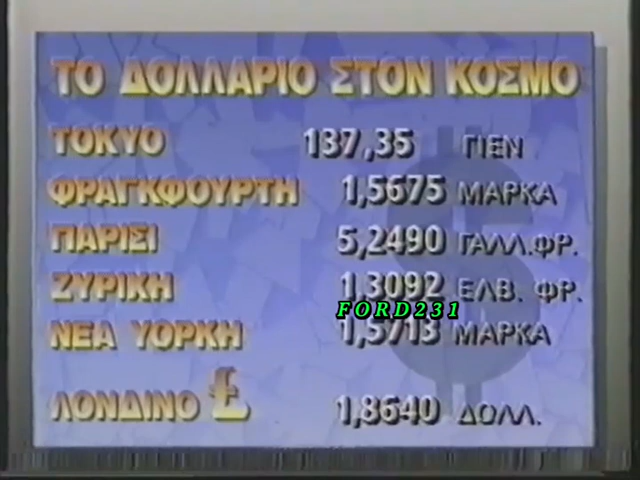 ΤΟ ΔΟΛΛΑΡΙΟ ΣΤΟΝ ΚΟΣΜΟ
ΤΟΚΥΟ 137,35 ΓΙΕΝ
ΦΡΑΓΚΦΟΥΡΤΗ 1,5675 ΜΑΡΚΑ
ΠΑΡΙΣΙ 5,2490 ΓΑΛΛ.ΦΡ.
ΖΥΡΙΚΗ 1,3092 ΕΛΒ. ΦΡ.
FORD231
ΝΕΑ ΥΟΡΚΗ 1,5713 ΜΑΡΚΑ
ΛΟΝΔΙΝΟ £ 1,8640 ΔΟΛΛ.